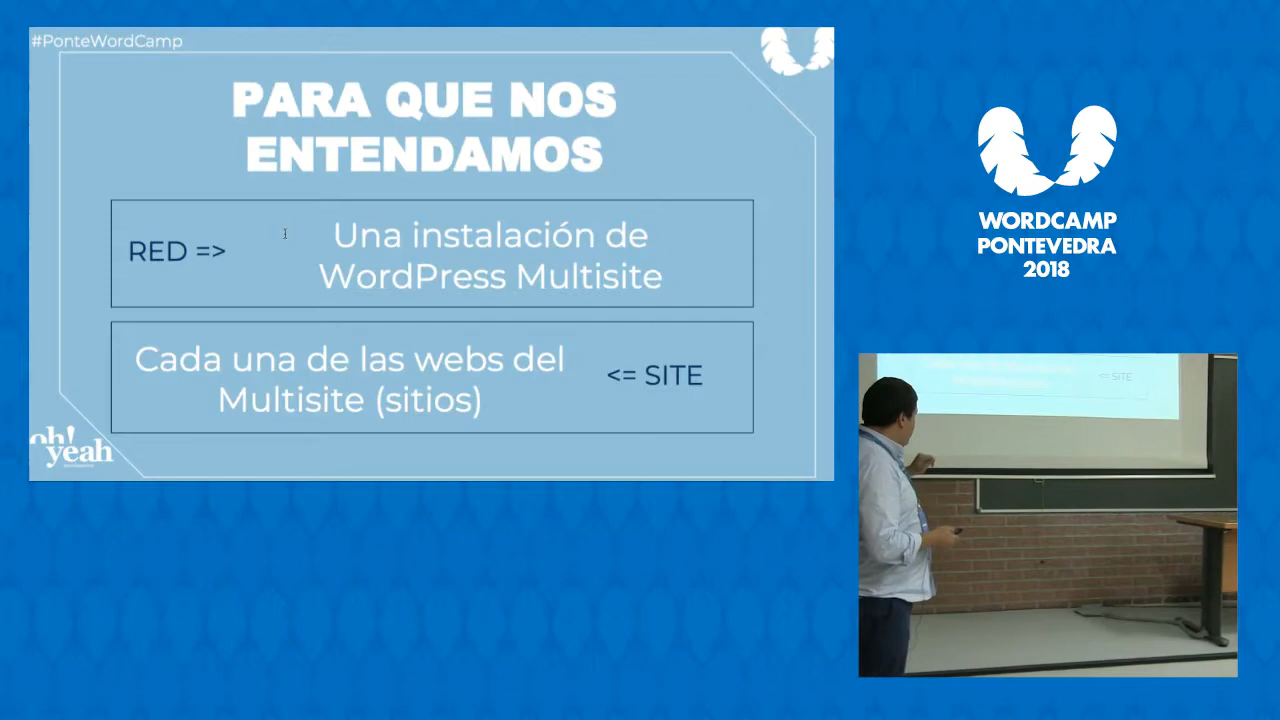 #PonteWordCamp
PARA QUE NOS
ENTENDAMOS
RED =>
Una instalación de
WordPress Multisite
Cada una de las webs del
Multisite (sitios)
<= SITE
oh!
yeah
WORDCAMP
PONTEVEDRA
2018
<= SITE